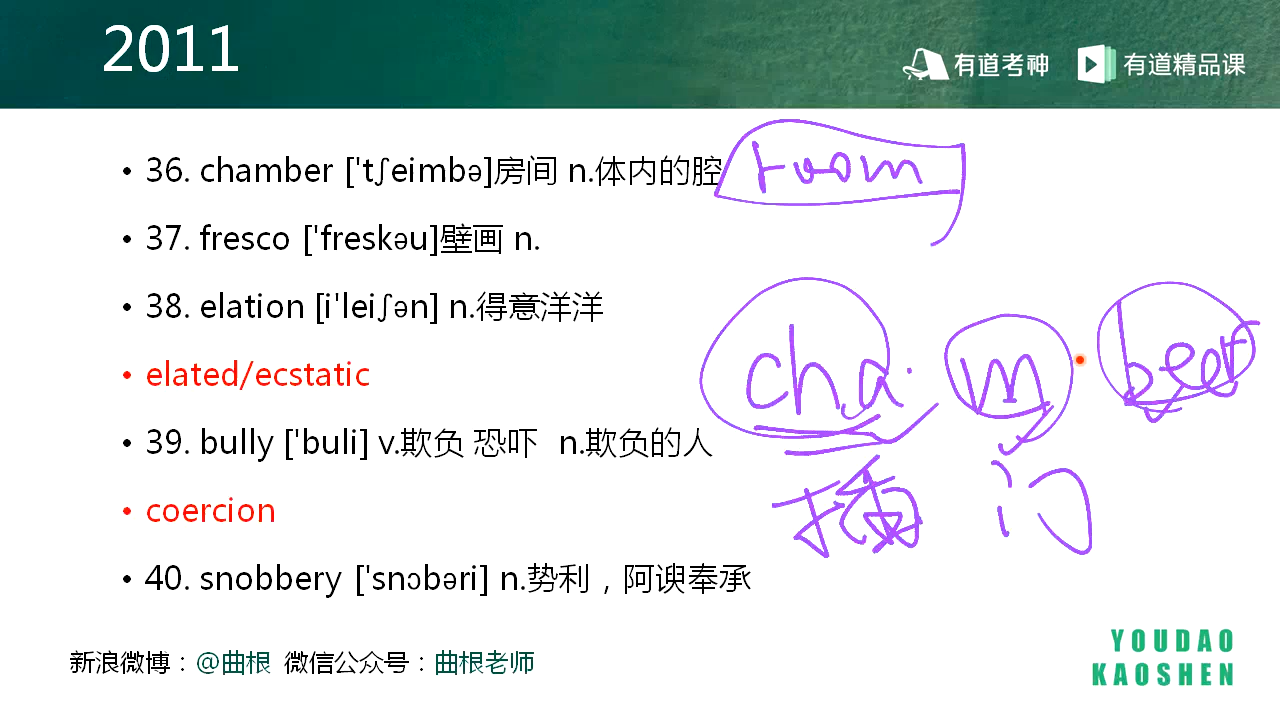 2011
有道考神
有道精品课
• 36. chamber ['tʃeimbə]房间 n.体内的腔
room
• 37. fresco ['freskəu]壁画 n.
• 38. elation [i'leiʃən] n.得意洋洋
• elated/ecstatic
cha m beer
• 39. bully ['buli] v.欺负 恐吓 n.欺负的人
• coercion
插 门
• 40. snobbery ['snɔbəri] n.势利，阿谀奉承
新浪微博：@曲根 微信公众号：曲根老师
YOUDAO
KAOSHEN